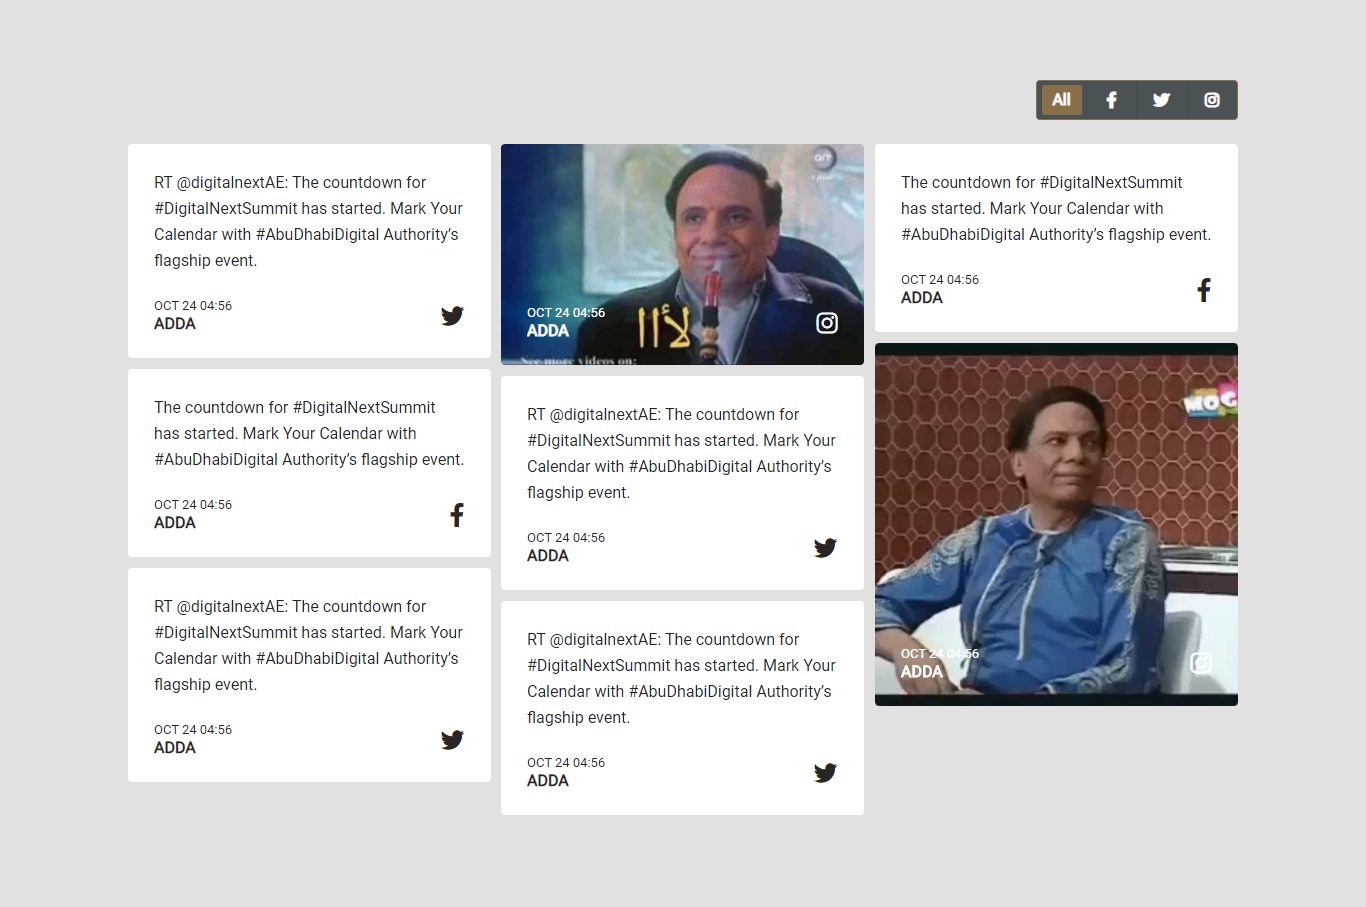 All
RT @digitalnextAE: The countdown for
#DigitalNextSummit has started. Mark Your
Calendar with #AbuDhabiDigital Authority’s
flagship event.
OCT 24 04:56
ADDA
The countdown for #DigitalNextSummit
has started. Mark Your Calendar with
#AbuDhabiDigital Authority’s flagship event.
OCT 24 04:56
ADDA
RT @digitalnextAE: The countdown for
#DigitalNextSummit has started. Mark Your
Calendar with #AbuDhabiDigital Authority’s
flagship event.
OCT 24 04:56
ADDA
OCT 24 04:56
ADDA
لأاا
See more videos on:
RT @digitalnextAE: The countdown for
#DigitalNextSummit has started. Mark Your
Calendar with #AbuDhabiDigital Authority’s
flagship event.
OCT 24 04:56
ADDA
RT @digitalnextAE: The countdown for
#DigitalNextSummit has started. Mark Your
Calendar with #AbuDhabiDigital Authority’s
flagship event.
OCT 24 04:56
ADDA
The countdown for #DigitalNextSummit
has started. Mark Your Calendar with
#AbuDhabiDigital Authority’s flagship event.
OCT 24 04:56
ADDA
MOG
OCT 24 04:56
ADDA